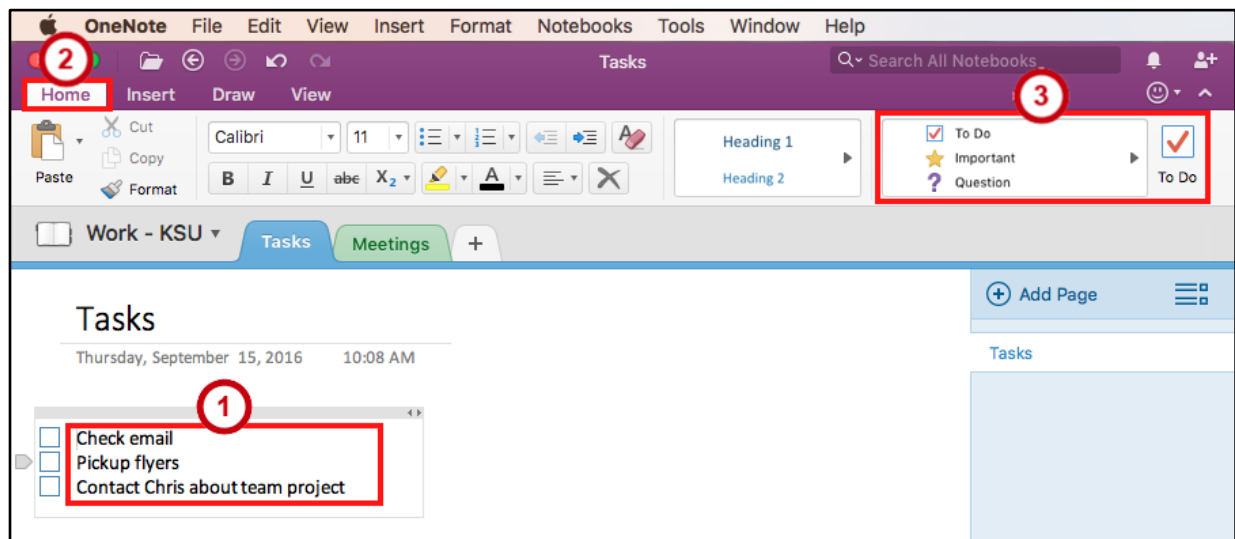 OneNote File Edit View Insert Format Notebooks Tools Window Help
2
Tasks
Search All Notebooks
Home Insert Draw View
3
Paste
Cut
Copy
Format
Calibri 11
B I U abc X2 A
Heading 1
Heading 2
To Do
Important
Question
To Do
Work - KSU Tasks Meetings +
Add Page
Tasks
Tasks
Thursday, September 15, 2016 10:08 AM
1
Check email
Pickup flyers
Contact Chris about team project